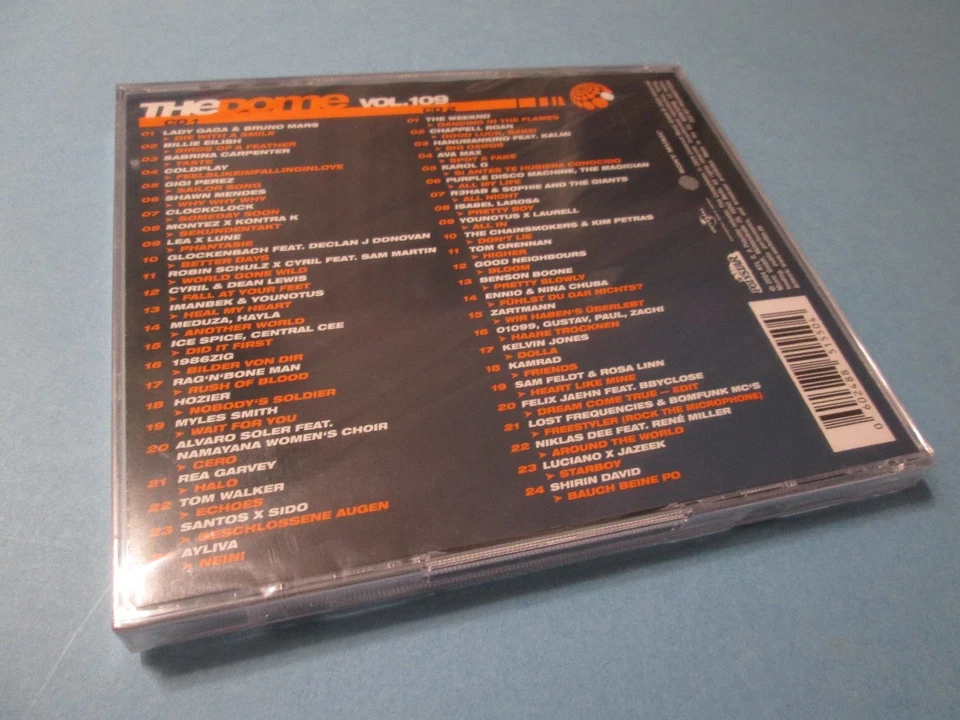 THE DOME VOL.109
CD 1
01 LADY GAGA & BRUNO MARS
➤ DIE WITH A SMILE
02 BILLIE EILISH
➤ BIRDS OF A FEATHER
03 SABRINA CARPENTER
➤ TASTE
04 COLDPLAY
➤ FEELSLIKEIMFALLINGINLOVE
05 GIGI PEREZ
➤ SAILOR SONG
06 SHAWN MENDES
➤ WHY WHY WHY
07 CLOCKCLOCK
➤ SOMEDAY SOON
08 MONTEZ X KONTRA K
➤ SEKUNDENTAKT
09 LEA X LUNE
➤ PHANTASIE
10 GLOCKENBACH FEAT. DECLAN J DONOVAN
➤ BETTER DAYS
11 ROBIN SCHULZ X CYRIL FEAT. SAM MARTIN
➤ WORLD GONE WILD
12 CYRIL & DEAN LEWIS
➤ FALL AT YOUR FEET
13 IMANBEK & YOUNOTUS
➤ HEAL MY HEART
14 MEDUZA, HAYLA
➤ ANOTHER WORLD
15 ICE SPICE, CENTRAL CEE
➤ DID IT FIRST
16 1986ZIG
➤ BILDER VON DIR
17 RAG'N'BONE MAN
➤ RUSH OF BLOOD
18 HOZIER
➤ NOBODY'S SOLDIER
19 MYLES SMITH
➤ WAIT FOR YOU
20 ALVARO SOLER FEAT.
NAMAYANA WOMEN'S CHOIR
➤ CERO
21 REA GARVEY
➤ HALO
22 TOM WALKER
➤ ECHOES
23 SANTOS X SIDO
➤ GESCHLOSSENE AUGEN
AYLIVA
➤ NEIN!
CD 2
01 THE WEEKND
➤ DANCING IN THE FLAMES
02 CHAPPELL ROAN
➤ GOOD LUCK, BABE!
03 HANUMANKIND FEAT. KALMI
➤ BIG DAWGS
04 AVA MAX
➤ SPOT A FAKE
05 KAROL G
➤ SI ANTES TE HUBIERA CONOCIDO
06 PURPLE DISCO MACHINE, THE MAGICIAN
➤ ALL MY LIFE
07 R3HAB & SOPHIE AND THE GIANTS
➤ ALL NIGHT
08 ISABEL LAROSA
➤ PRETTY BOY
09 YOUNOTUS X LAURELL
➤ ALL IN
10 THE CHAINSMOKERS & KIM PETRAS
➤ DON'T LIE
11 TOM GRENNAN
➤ HIGHER
12 GOOD NEIGHBOURS
➤ BLOOM
13 BENSON BOONE
➤ PRETTY SLOWLY
14 ENNIO & NINA CHUBA
➤ FÜHLST DU GAR NICHTS?
15 ZARTMANN
➤ WIR HABEN'S ÜBERLEBT
16 01099, GUSTAV, PAUL, ZACHI
➤ HAARE TROCKNEN
17 KELVIN JONES
➤ DOLLA
18 KAMRAD
➤ FRIENDS
19 SAM FELDT & ROSA LINN
➤ HEART LIKE MINE
20 FELIX JAEHN FEAT. BBYCLOSE
➤ DREAM COME TRUE – EDIT
21 LOST FREQUENCIES & BOMFUNK MC'S
➤ FREESTYLER (ROCK THE MICROPHONE)
22 NIKLAS DEE FEAT. RENÉ MILLER
➤ AROUND THE WORLD
23 LUCIANO X JAZEEK
➤ STARBOY
24 SHIRIN DAVID
➤ BAUCH BEINE PO